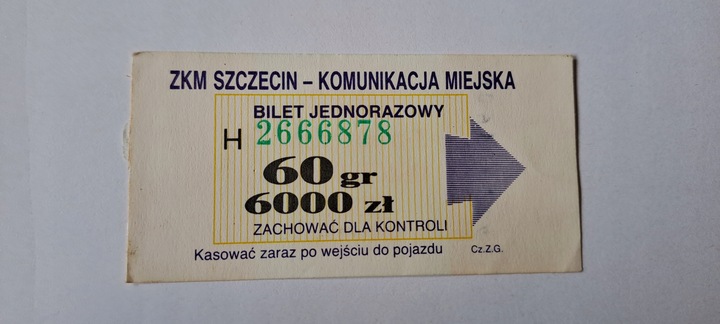 ZKM SZCZECIN – KOMUNIKACJA MIEJSKA
BILET JEDNORAZOWY
H 2666878
60 gr
6000 zł
ZACHOWAĆ DLA KONTROLI
Kasować zaraz po wejściu do pojazdu Cz.Z.G.